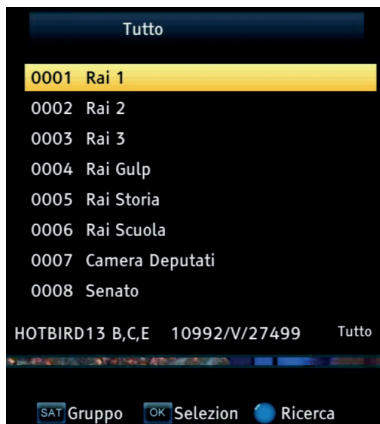 Tutto
0001 Rai 1
0002 Rai 2
0003 Rai 3
0004 Rai Gulp
0005 Rai Storia
0006 Rai Scuola
0007 Camera Deputati
0008 Senato
HOTBIRD13 B,C,E 10992/V/27499 Tutto
SAT Gruppo OK Selezion Ricerca